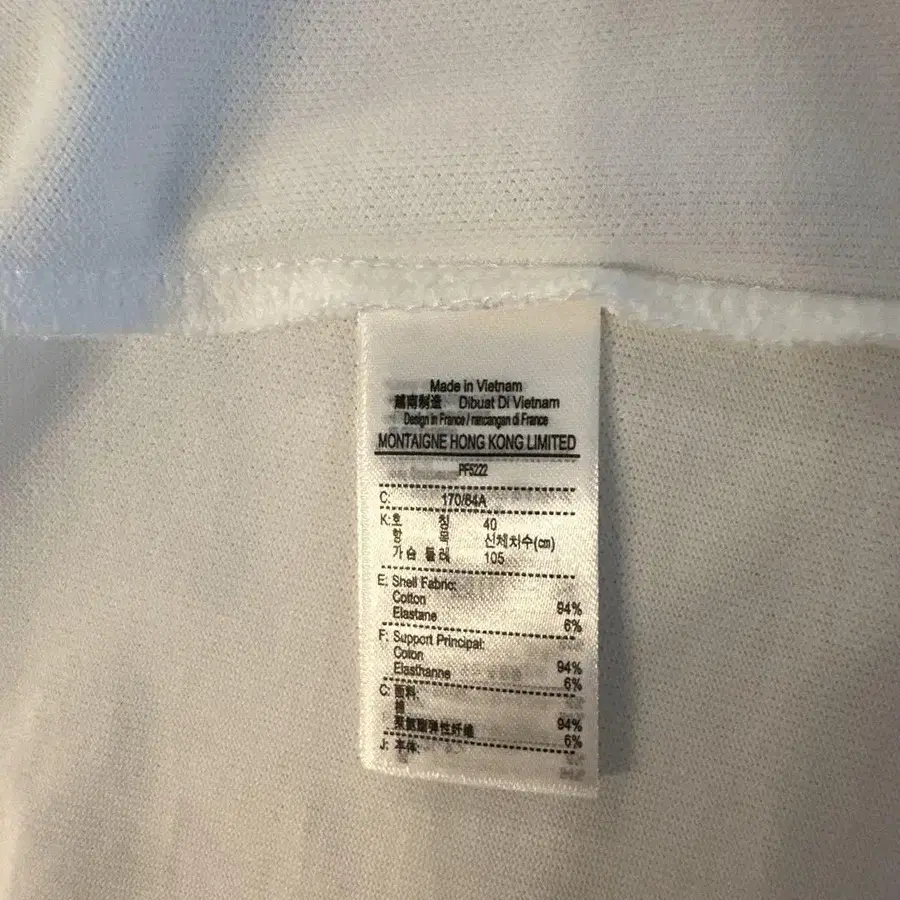 Made in Vietnam
越南制造 Dibuat Di Vietnam
Design in France / rancangan di France
MONTAIGNE HONG KONG LIMITED
PF5222
C: 170/84A
K: 호 칭 40
항 목 신체치수(cm)
가슴 둘레 105
E: Shell Fabric:
Cotton 94%
Elastane 6%
F: Support Principal:
Coton 94%
Elasthanne 6%
C: 面料:
棉 94%
聚氨酯弹性纤维 6%
J: 本体: